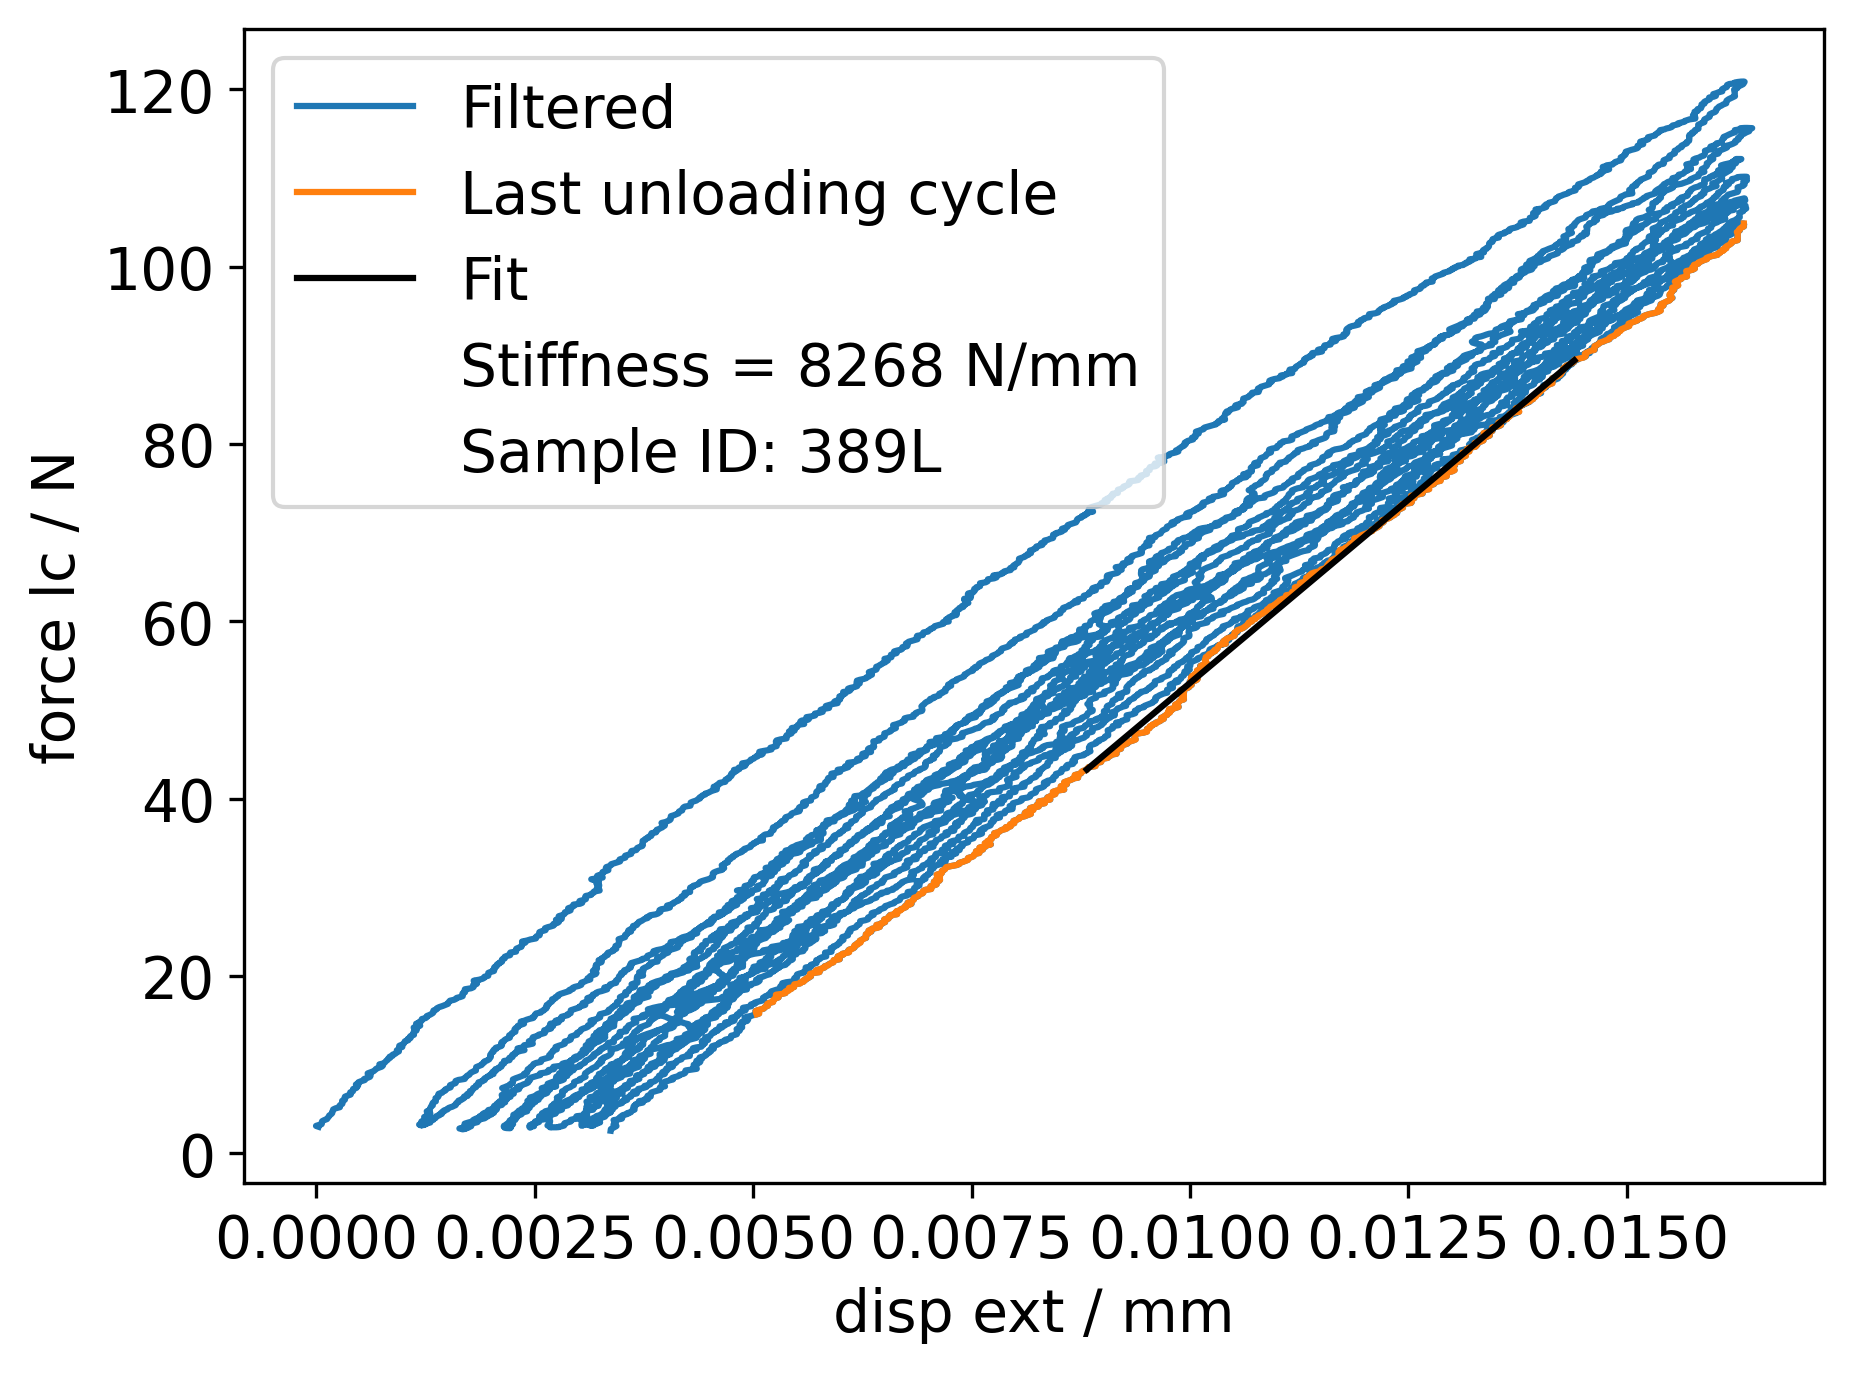 Filtered
Last unloading cycle
Fit
Stiffness = 8268 N/mm
Sample ID: 389L
120
100
80
60
40
20
0
force lc / N
0.0000 0.0025 0.0050 0.0075 0.0100 0.0125 0.0150
disp ext / mm